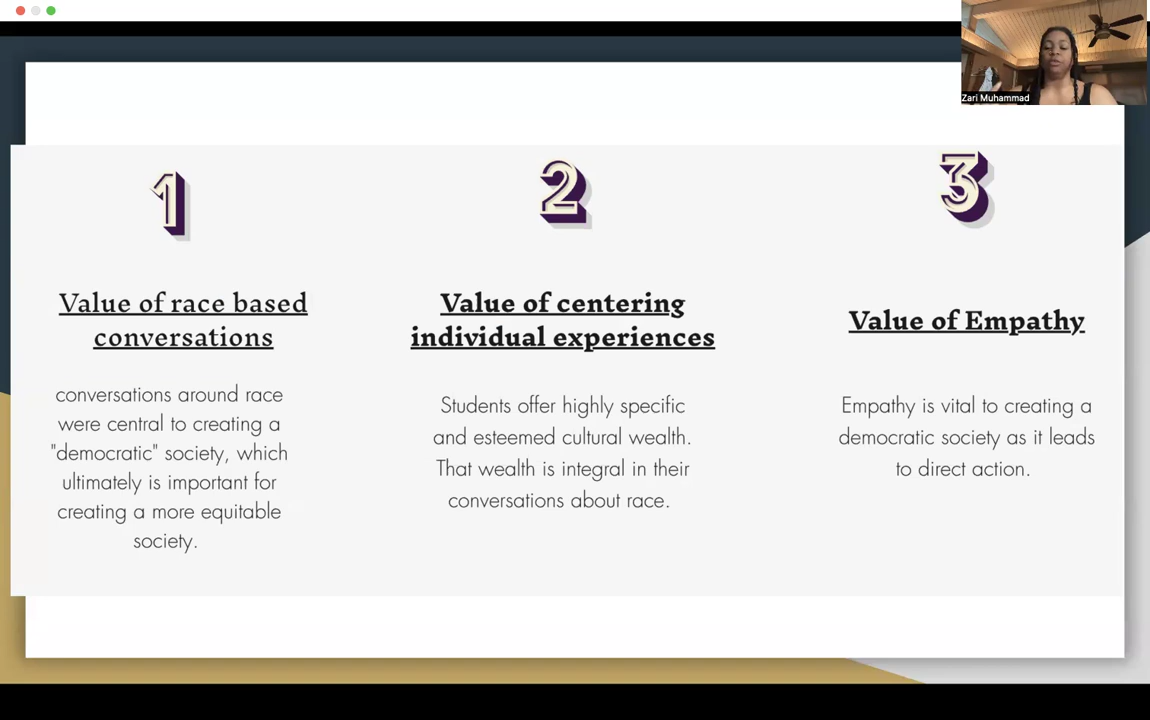 Zari Muhammad
1
Value of race based
conversations
conversations around race
were central to creating a
"democratic" society, which
ultimately is important for
creating a more equitable
society.
2
Value of centering
individual experiences
Students offer highly specific
and esteemed cultural wealth.
That wealth is integral in their
conversations about race.
3
Value of Empathy
Empathy is vital to creating a
democratic society as it leads
to direct action.